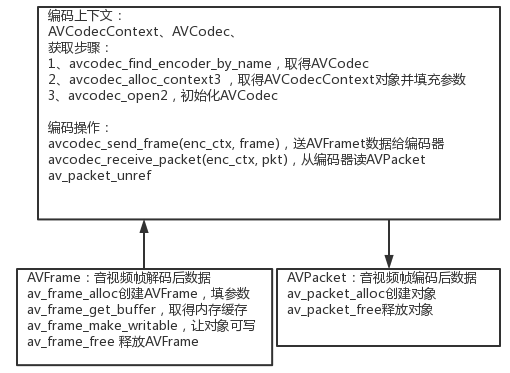 编码上下文：
AVCodecContext、AVCodec、
获取步骤：
1、avcodec_find_encoder_by_name，取得AVCodec
2、avcodec_alloc_context3 ，取得AVCodecContext对象并填充参数
3、avcodec_open2，初始化AVCodec
编码操作：
avcodec_send_frame(enc_ctx, frame)，送AVFramet数据给编码器
avcodec_receive_packet(enc_ctx, pkt)，从编码器读AVPacket
av_packet_unref
AVFrame：音视频帧解码后数据
av_frame_alloc创建AVFrame，填参数
av_frame_get_buffer，取得内存缓存
av_frame_make_writable，让对象可写
av_frame_free 释放AVFrame
AVPacket：音视频帧编码后数据
av_packet_alloc创建对象
av_packet_free释放对象